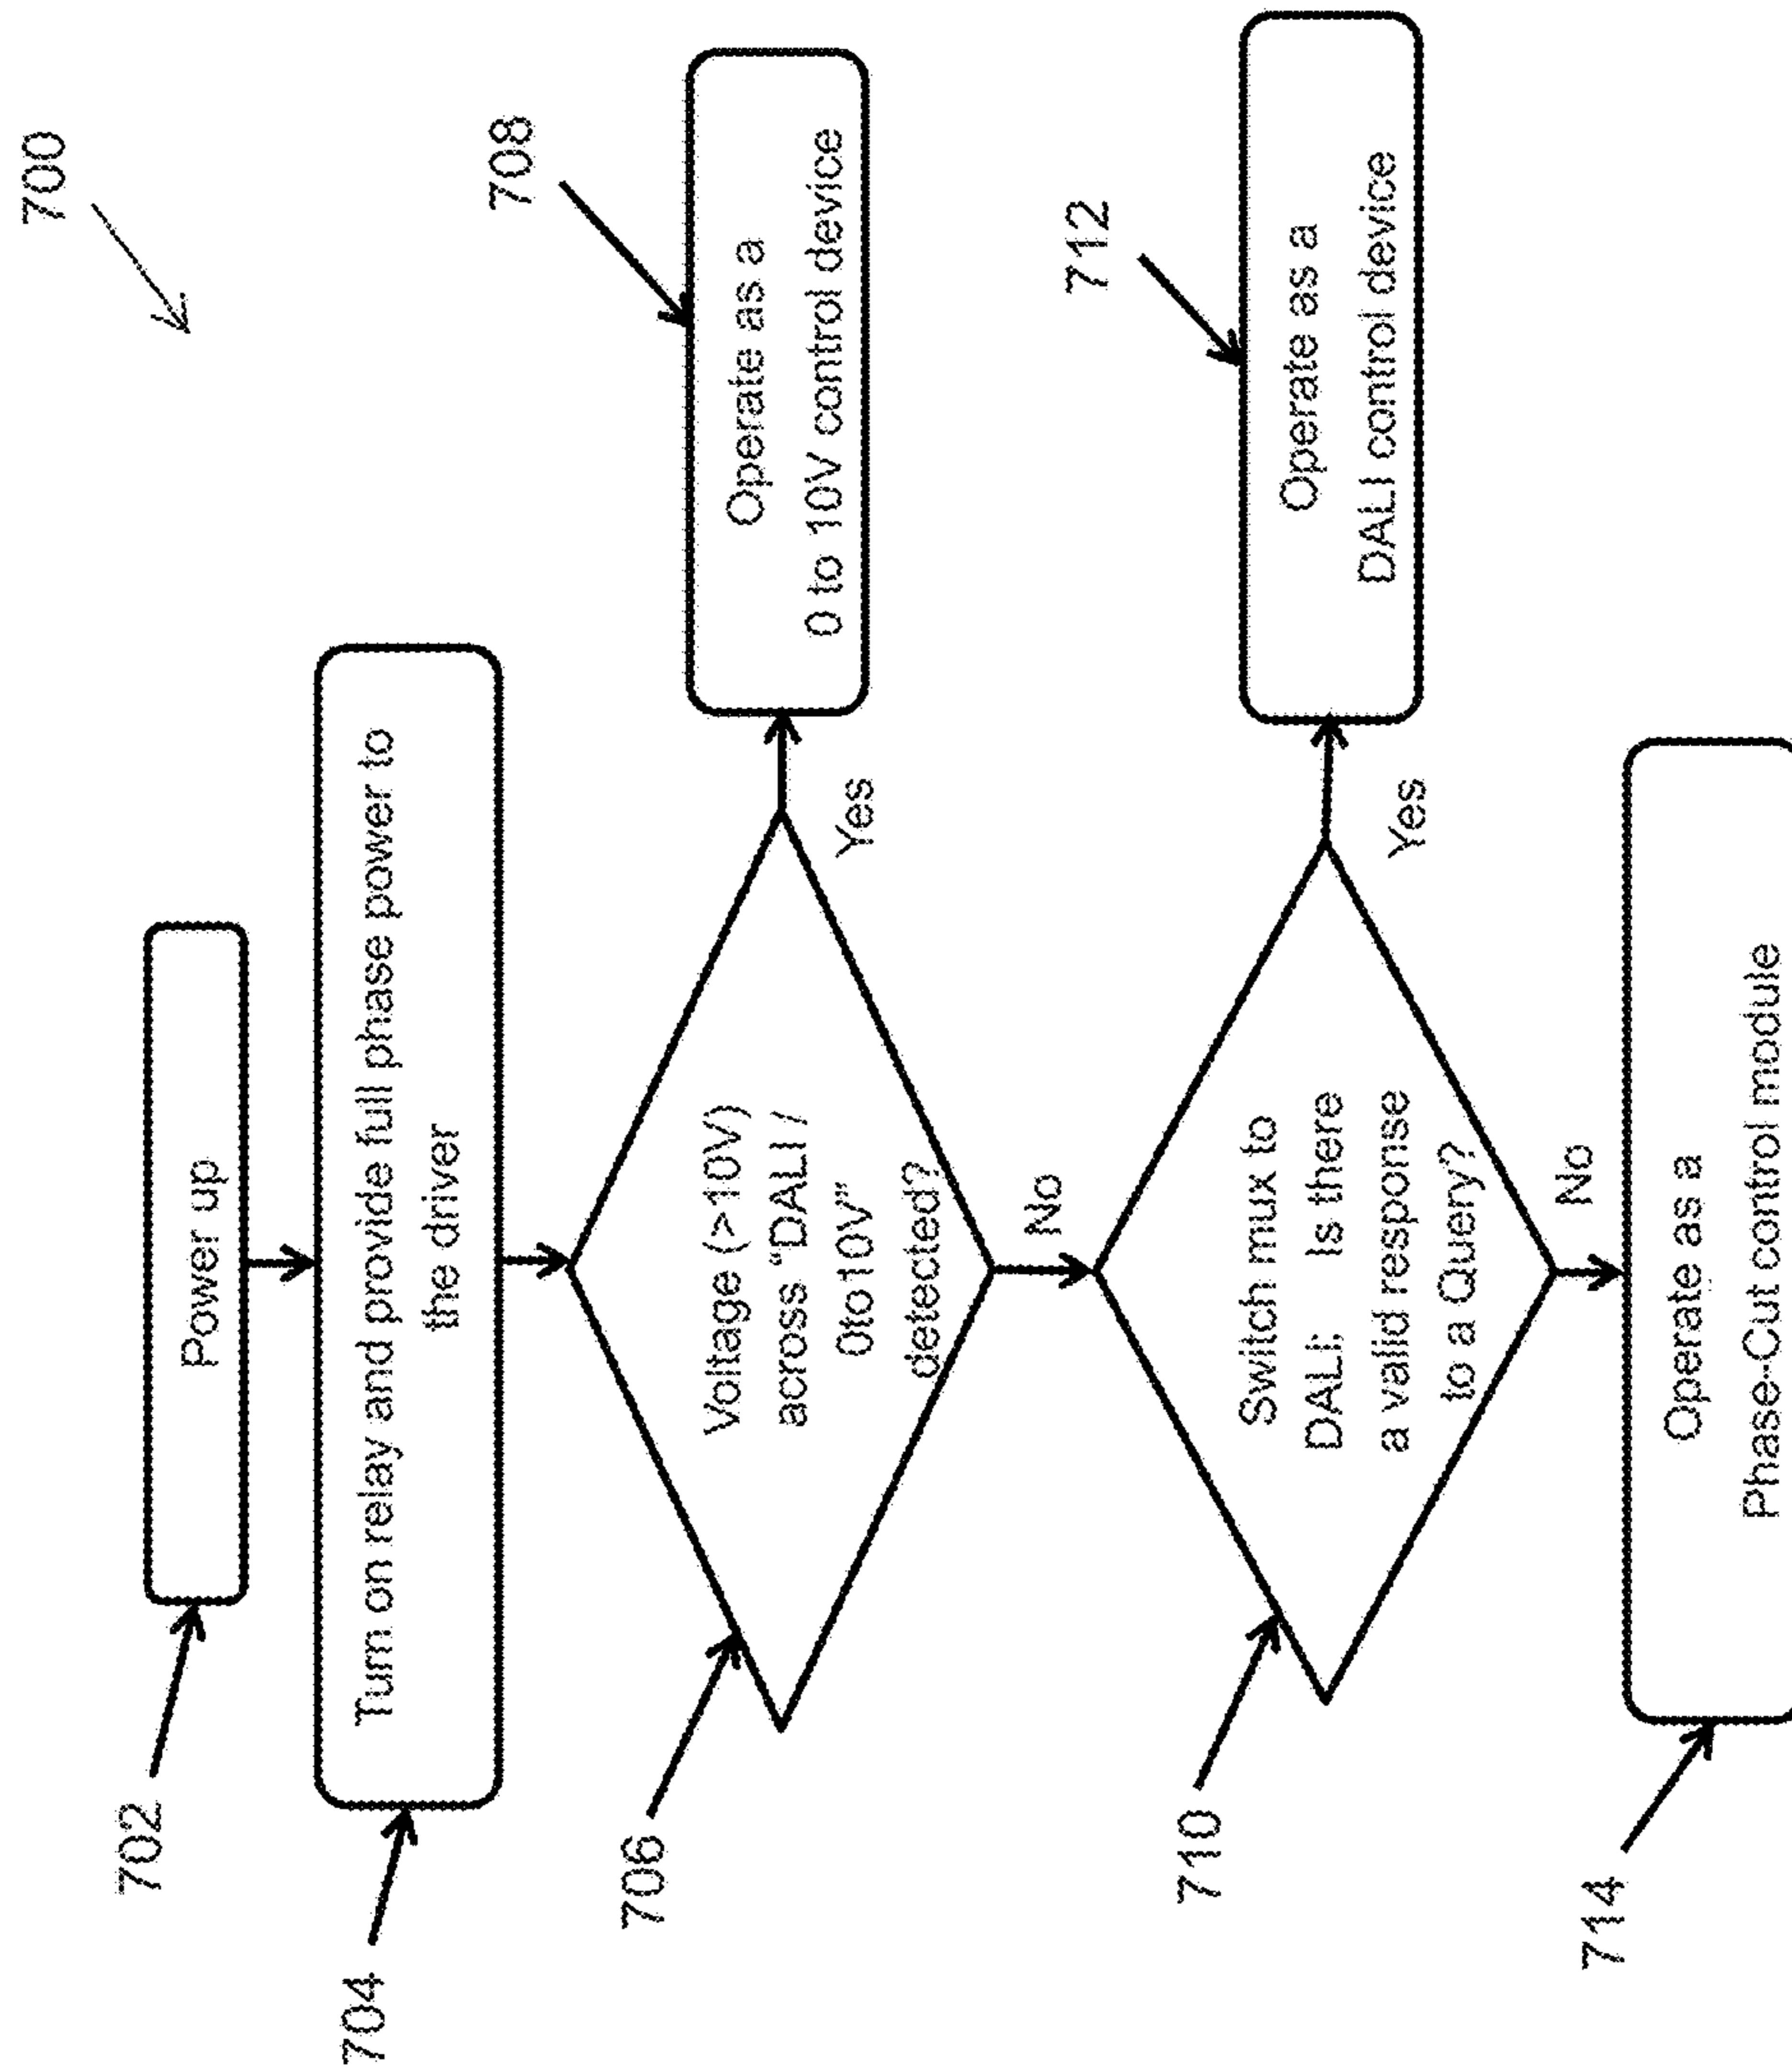 700
702
Power up
704
Turn on relay and provide full phase power to
the driver
706
Voltage (>10V)
across "DALI /
0to10V"
detected?
Yes
708
Operate as a
0 to 10V control device
No
710
Switch mux to
DALI; Is there
a valid response
to a Query?
Yes
712
Operate as a
DALI control device
No
714
Operate as a
Phase-Cut control module